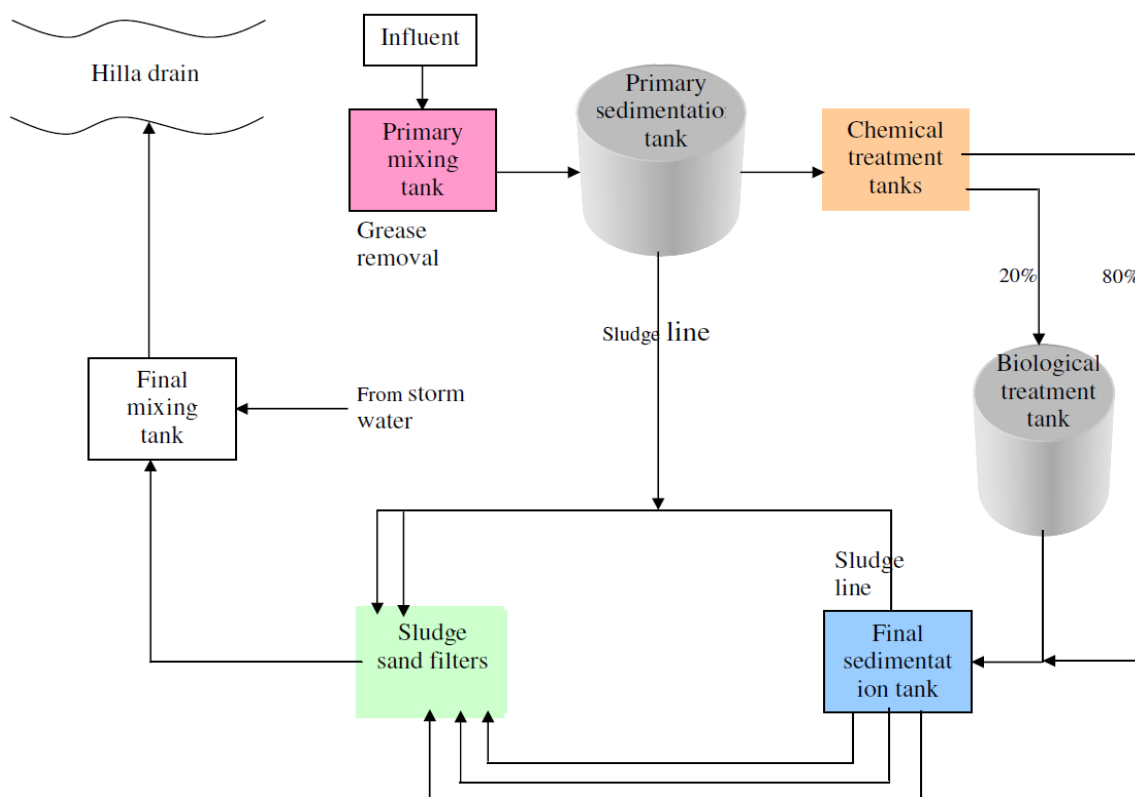 Influent
Hilla drain
Primary
mixing
tank
Grease
removal
Primary
sedimentatio
tank
Chemical
treatment
tanks
20%
80%
Sludge line
Final
mixing
tank
From storm
water
Biological
treatment
tank
Sludge
line
Sludge
sand filters
Final
sedimentat
ion tank